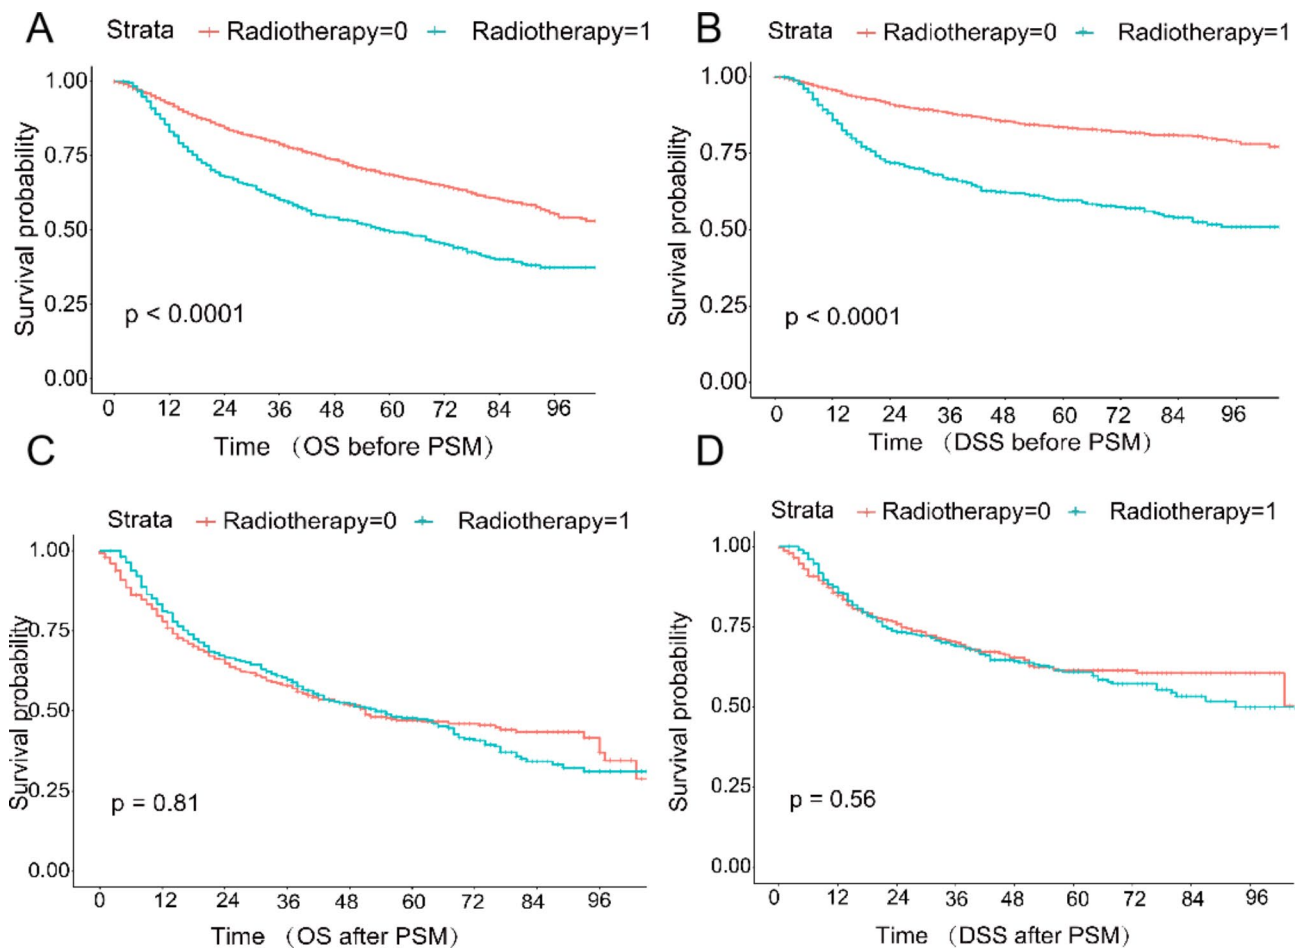 A
Strata Radiotherapy=0 Radiotherapy=1
Survival probability
1.00
0.75
0.50
0.25
0.00
p < 0.0001
0 12 24 36 48 60 72 84 96
Time （OS before PSM）
B
Strata Radiotherapy=0 Radiotherapy=1
Survival probability
1.00
0.75
0.50
0.25
0.00
p < 0.0001
0 12 24 36 48 60 72 84 96
Time （DSS before PSM）
C
Strata Radiotherapy=0 Radiotherapy=1
Survival probability
1.00
0.75
0.50
0.25
0.00
p = 0.81
0 12 24 36 48 60 72 84 96
Time （OS after PSM）
D
Strata Radiotherapy=0 Radiotherapy=1
Survival probability
1.00
0.75
0.50
0.25
0.00
p = 0.56
0 12 24 36 48 60 72 84 96
Time （DSS after PSM）